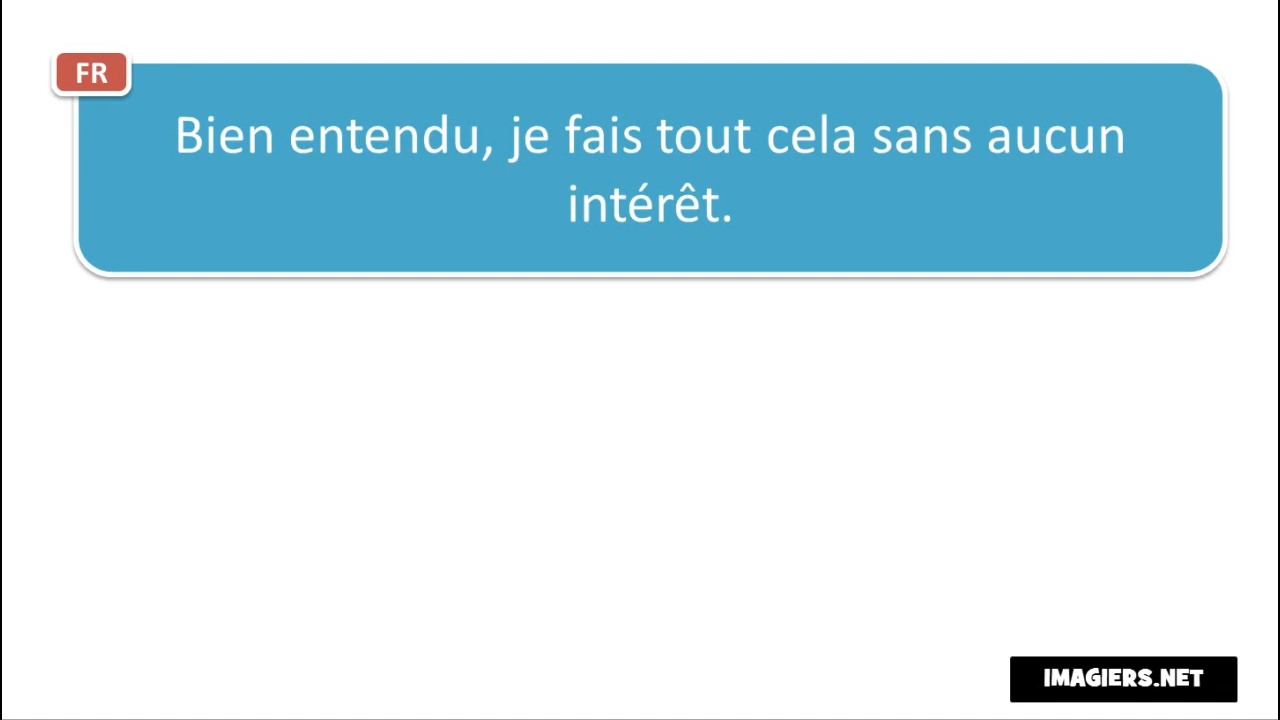 FR
Bien entendu, je fais tout cela sans aucun
intérêt.
IMAGIERS.NET